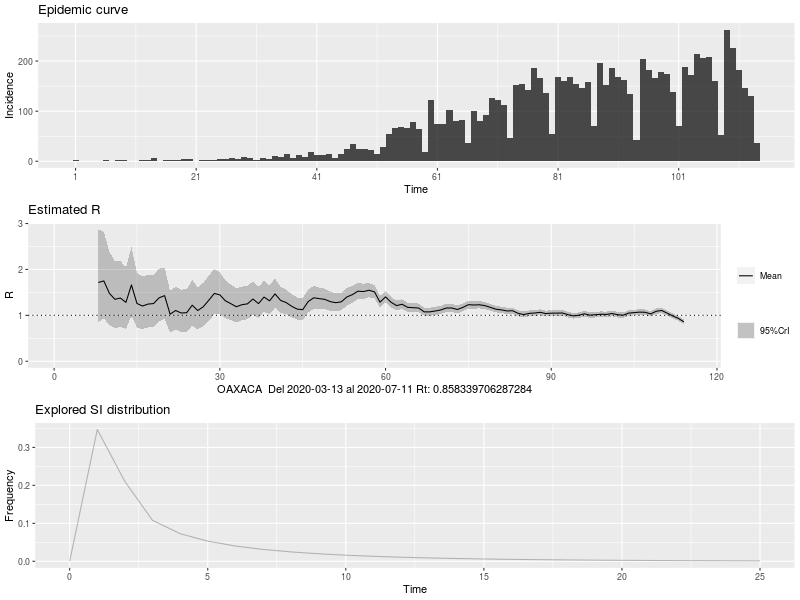 Epidemic curve
Incidence
200
100
0
1 21 41 61 81 101
Time
Estimated R
R
3
2
1
0
0 30 60 90 120
OAXACA Del 2020-03-13 al 2020-07-11 Rt: 0.858339706287284
Mean
95%CrI
Explored SI distribution
Frequency
0.3
0.2
0.1
0.0
0 5 10 15 20 25
Time